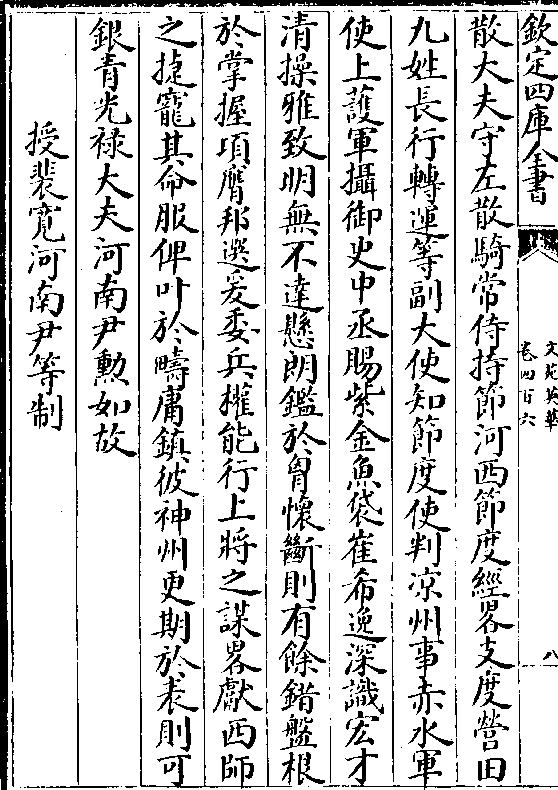 欽定四庫全書
文苑英華
卷四百六
八
散大夫守左散騎常侍持節河西節度經畧支度營田
九姓長行轉運等副大使知節度使判凉州事赤水軍
使上護軍攝御史中丞賜紫金魚袋崔希逸深識宏才
清操雅致明無不達懸朗鑑於胷懷斷則有餘錯盤根
於掌握項膺邦選爰委兵權能行上將之謀畧獻西師
之捷寵其命服俾叶於疇庸鎮彼神州更期於表則可
銀青光禄大夫河南尹勲如故
授裴寛河南尹等制